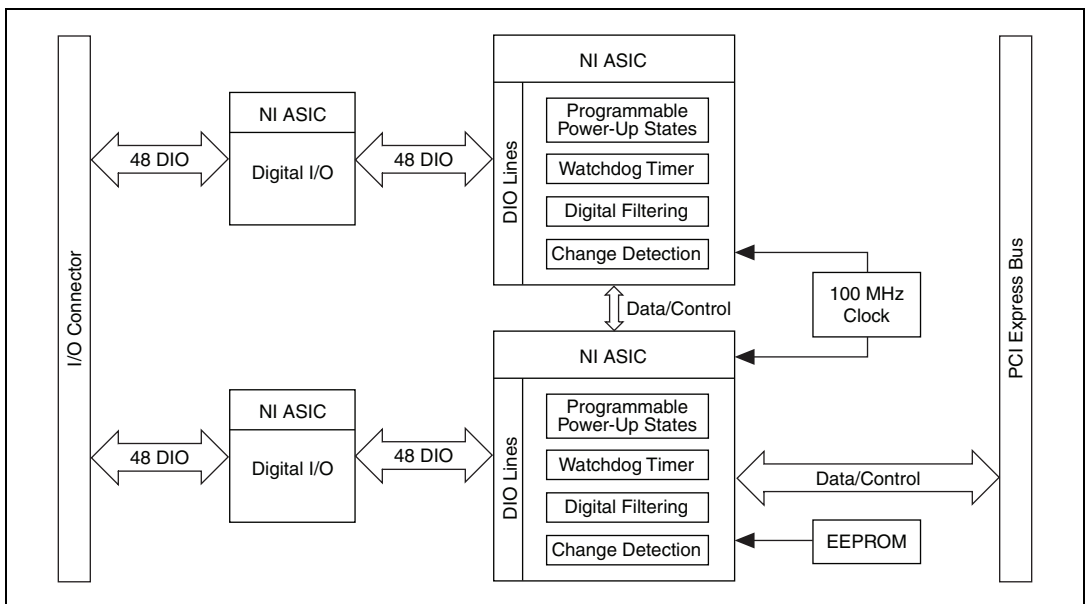 I/O Connector
48 DIO
NI ASIC
Digital I/O
48 DIO
NI ASIC
DIO Lines
Programmable
Power-Up States
Watchdog Timer
Digital Filtering
Change Detection
Data/Control
100 MHz
Clock
PCI Express Bus
48 DIO
NI ASIC
Digital I/O
48 DIO
NI ASIC
DIO Lines
Programmable
Power-Up States
Watchdog Timer
Digital Filtering
Change Detection
Data/Control
EEPROM